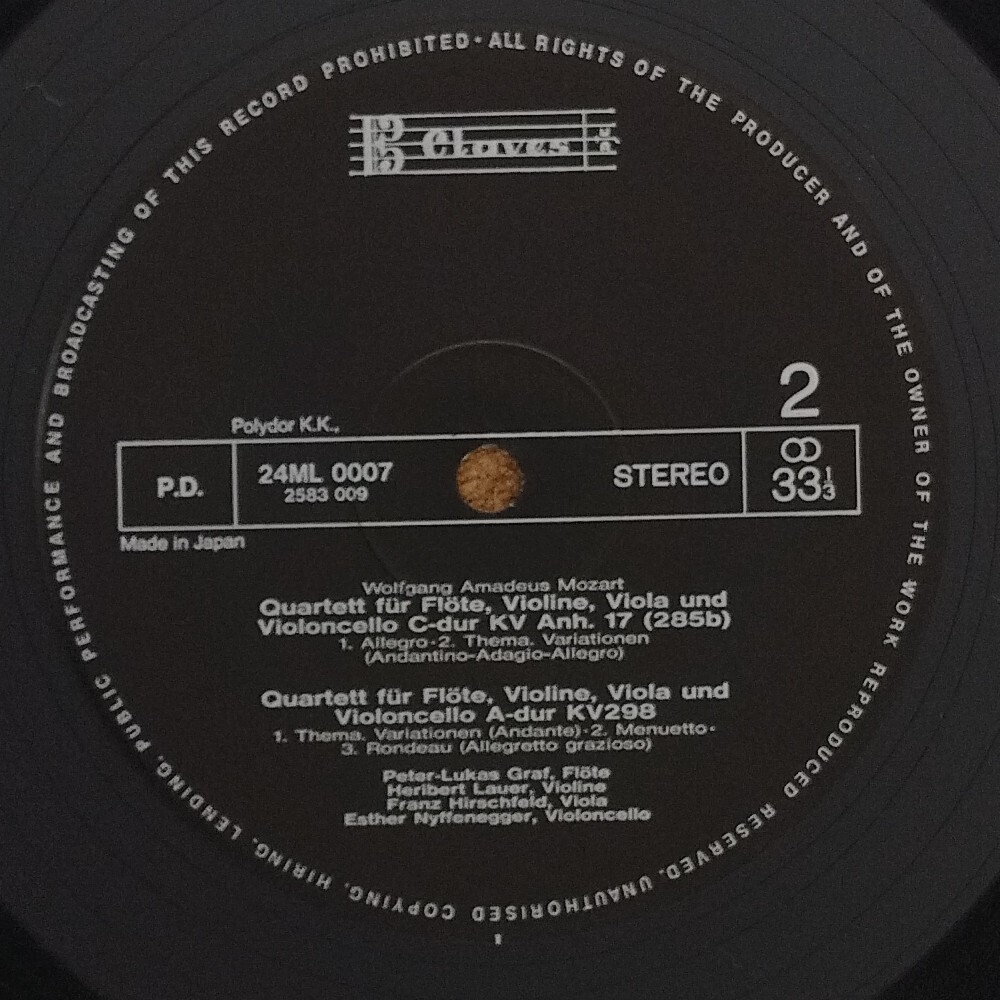 PUBLIC PERFORMANCE AND BROADCASTING OF THIS RECORD PROHIBITED · ALL RIGHTS OF THE PRODUCER AND OF THE OWNER OF THE WORK REPRODUCED RESERVED. UNAUTHORISED COPYING, HIRING, LENDING,
Claves
2
Polydor K.K.,
P.D.
24ML 0007
2583 009
STEREO
33 1/3
Made in Japan
Wolfgang Amadeus Mozart
Quartett für Flöte, Violine, Viola und
Violoncello C-dur KV Anh. 17 (285b)
1. Allegro·2. Thema. Variationen
(Andantino-Adagio-Allegro)
Quartett für Flöte, Violine, Viola und
Violoncello A-dur KV298
1. Thema. Variationen (Andante)·2. Menuetto·
3. Rondeau (Allegretto grazioso)
Peter-Lukas Graf, Flöte
Heribert Lauer, Violine
Franz Hirschfeld, Viola
Esther Nyffenegger, Violoncello